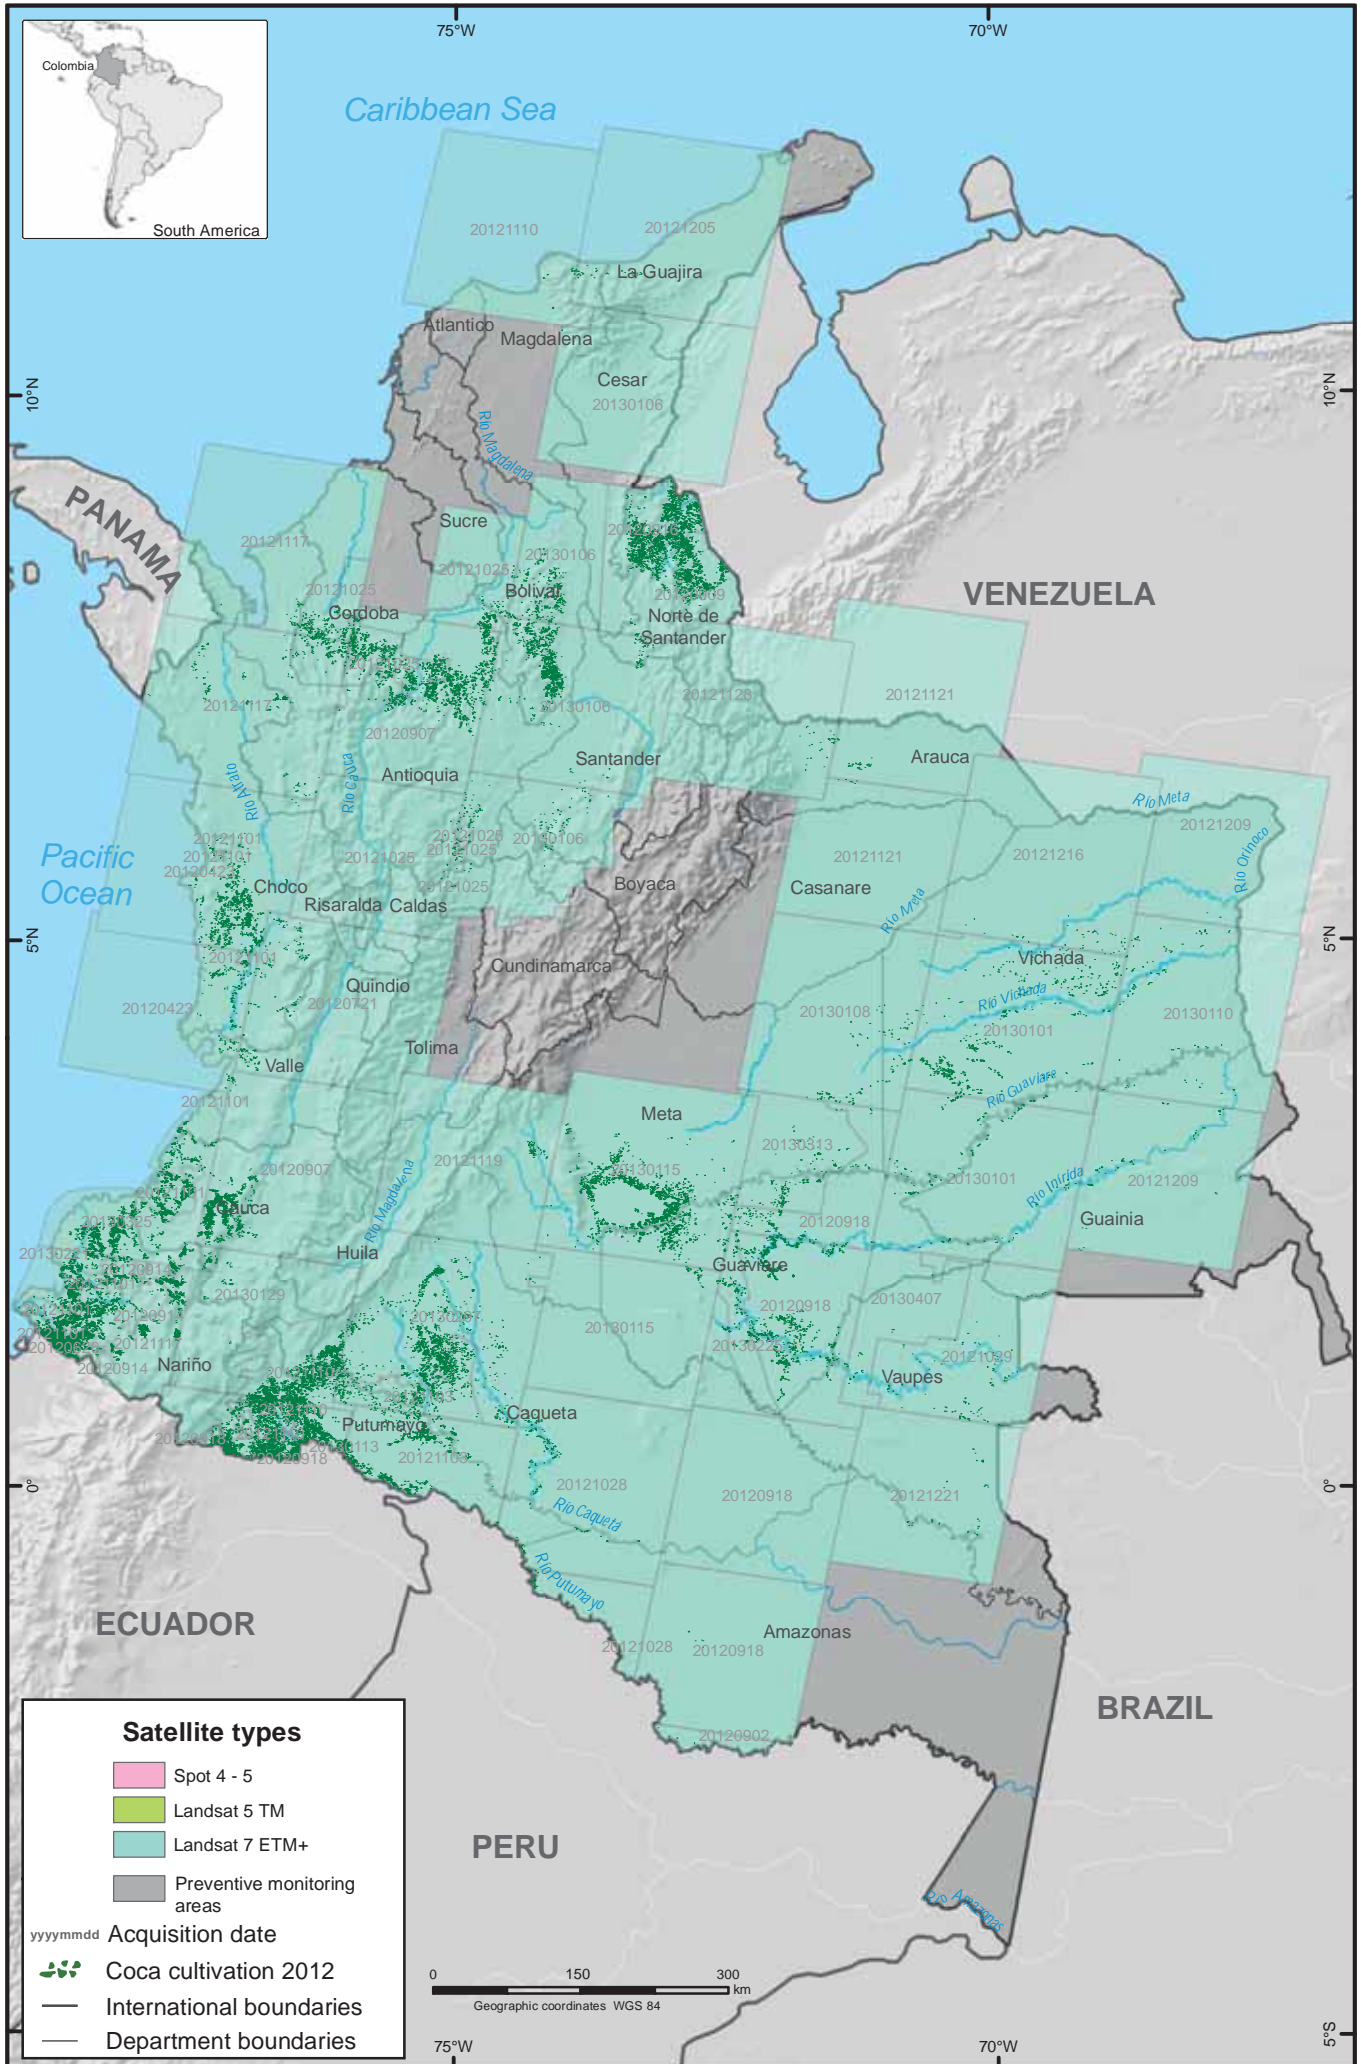 75°W
70°W
Colombia
South America
Caribbean Sea
20121110
20121205
La Guajira
Atlantico
Magdalena
Cesar
20130106
10°N
10°N
Río Magdalena
PANAMA
Sucre
20121117
20121025
20130106
20121025
Bolivar
Cordoba
Norte de
Santander
VENEZUELA
20121117
20130106
20121128
20121121
20120907
Santander
Arauca
Antioquia
Río Cauca
Río Atrato
Río Meta
20121209
Río Orinoco
Pacific
Ocean
20121101
20120423
20121025
20121025
20121025
20130106
20121121
20121216
Choco
Risaralda
Caldas
20121025
Boyaca
Casanare
Río Meta
5°N
5°N
20121101
Cundinamarca
Vichada
Quindio
20120423
20120721
Río Vichada
20130108
20130101
20130110
Tolima
Valle
Río Guaviare
20121101
Meta
20130313
20120907
20121119
20130115
20130101
Río Inirida
20121209
Río Magdalena
Cauca
20120918
Guainia
Huila
Guaviare
20130129
20120918
20130407
20130115
20130225
20121029
Nariño
20120914
Vaupes
Caqueta
Putumayo
20130113
20120918
20121103
20121028
20120918
20121221
0°
0°
Río Caquetá
Río Putumayo
ECUADOR
Amazonas
20121028
20120918
20120902
BRAZIL
PERU
Río Amazonas
Satellite types
Spot 4 - 5
Landsat 5 TM
Landsat 7 ETM+
Preventive monitoring
areas
yyyymmdd Acquisition date
Coca cultivation 2012
International boundaries
Department boundaries
0 150 300
km
Geographic coordinates WGS 84
75°W
70°W
5°S